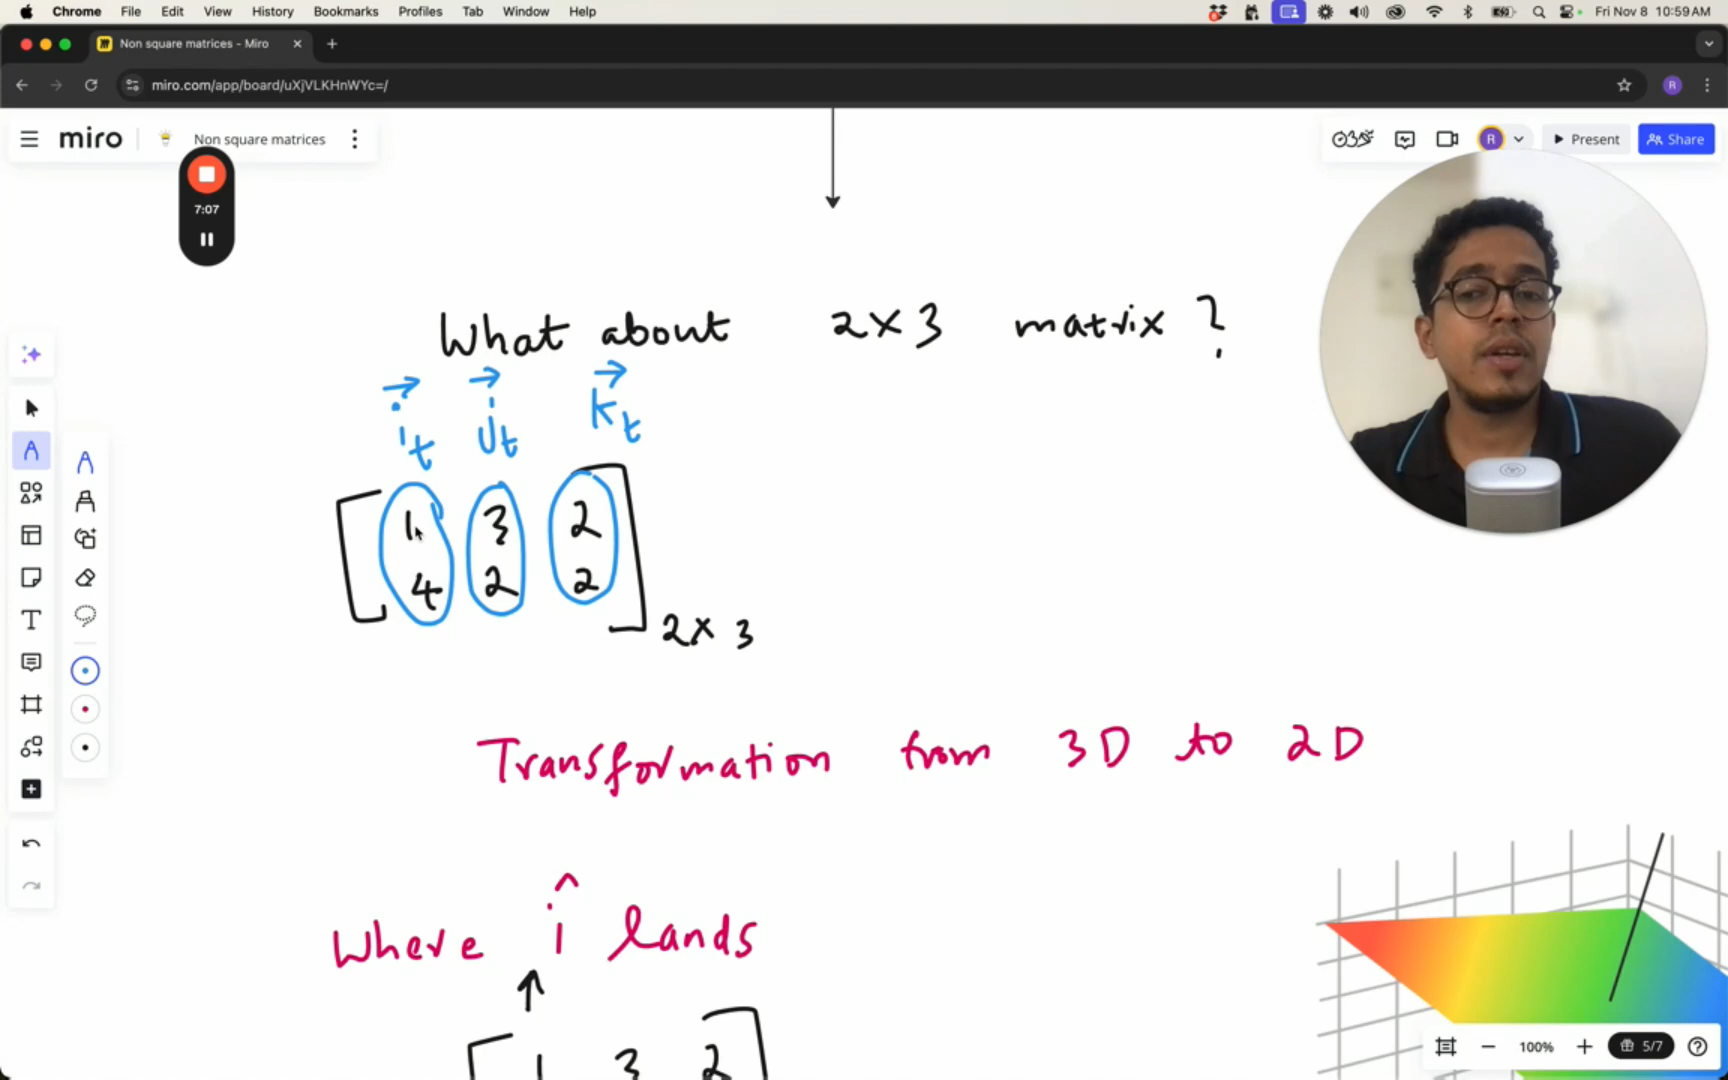 Chrome File Edit View History Bookmarks Profiles Tab Window Help Fri Nov 8 10:59 AM
Non square matrices - Miro
miro.com/app/board/uXjVLKHnWYc=/ R
miro Non square matrices R Present Share
7:07
What about 2x3 matrix ?
i t j t k t
1 3 2
4 2 2
2x3
Transformation from 3D to 2D
Where i lands
1 3 2
100% 5/7